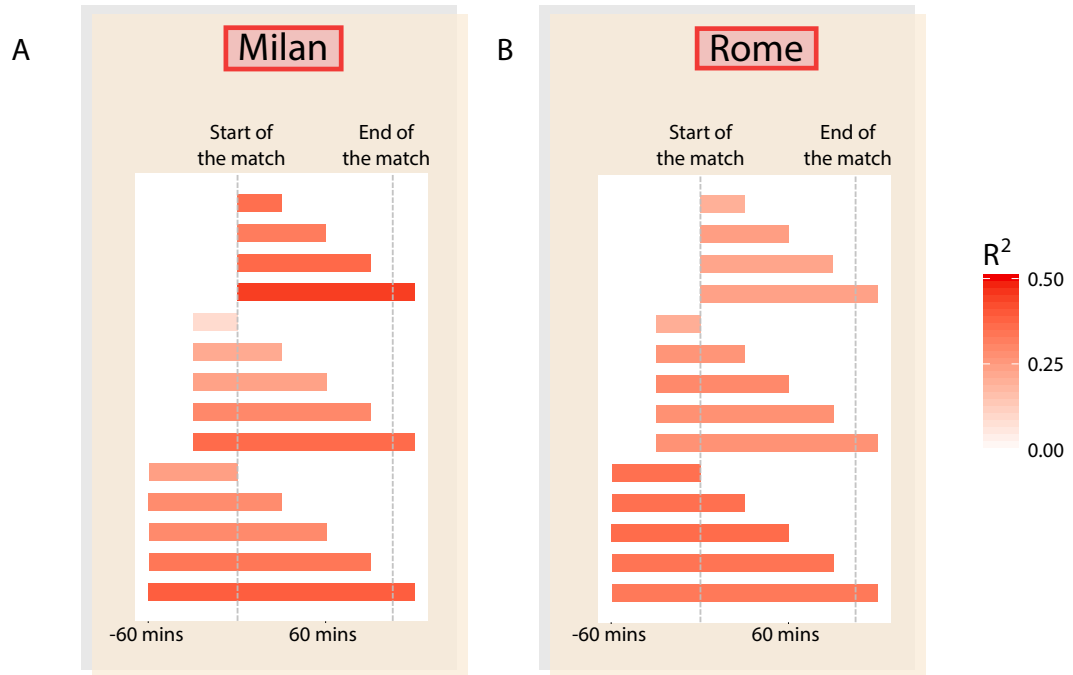 A
Milan
Start of
the match
End of
the match
-60 mins
60 mins
B
Rome
Start of
the match
End of
the match
-60 mins
60 mins
R²
0.50
0.25
0.00